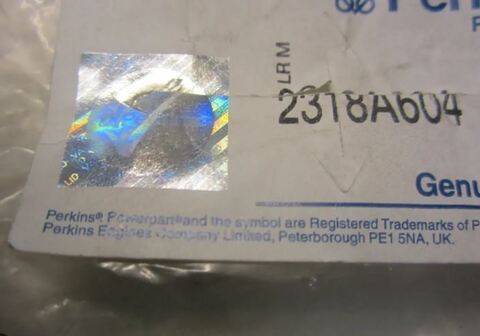 LR M
2318A604
Genu
Perkins® Powerpart® and the symbol are Registered Trademarks of P
Perkins Engines Company Limited, Peterborough PE1 5NA, UK.